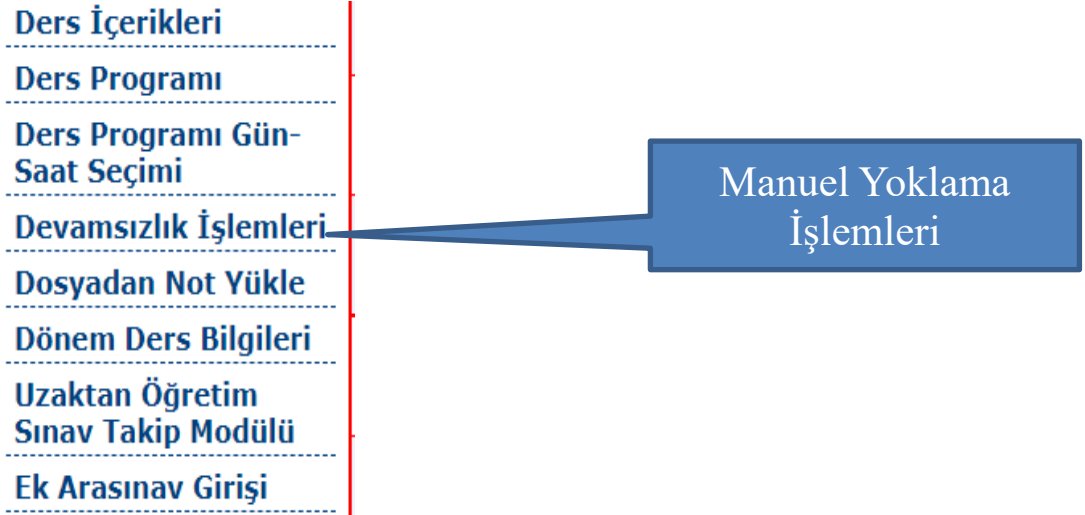 Ders İçerikleri
Ders Programı
Ders Programı Gün-
Saat Seçimi
Devamsızlık İşlemleri
Dosyadan Not Yükle
Dönem Ders Bilgileri
Uzaktan Öğretim
Sınav Takip Modülü
Ek Arasınav Girişi
Manuel Yoklama
İşlemleri